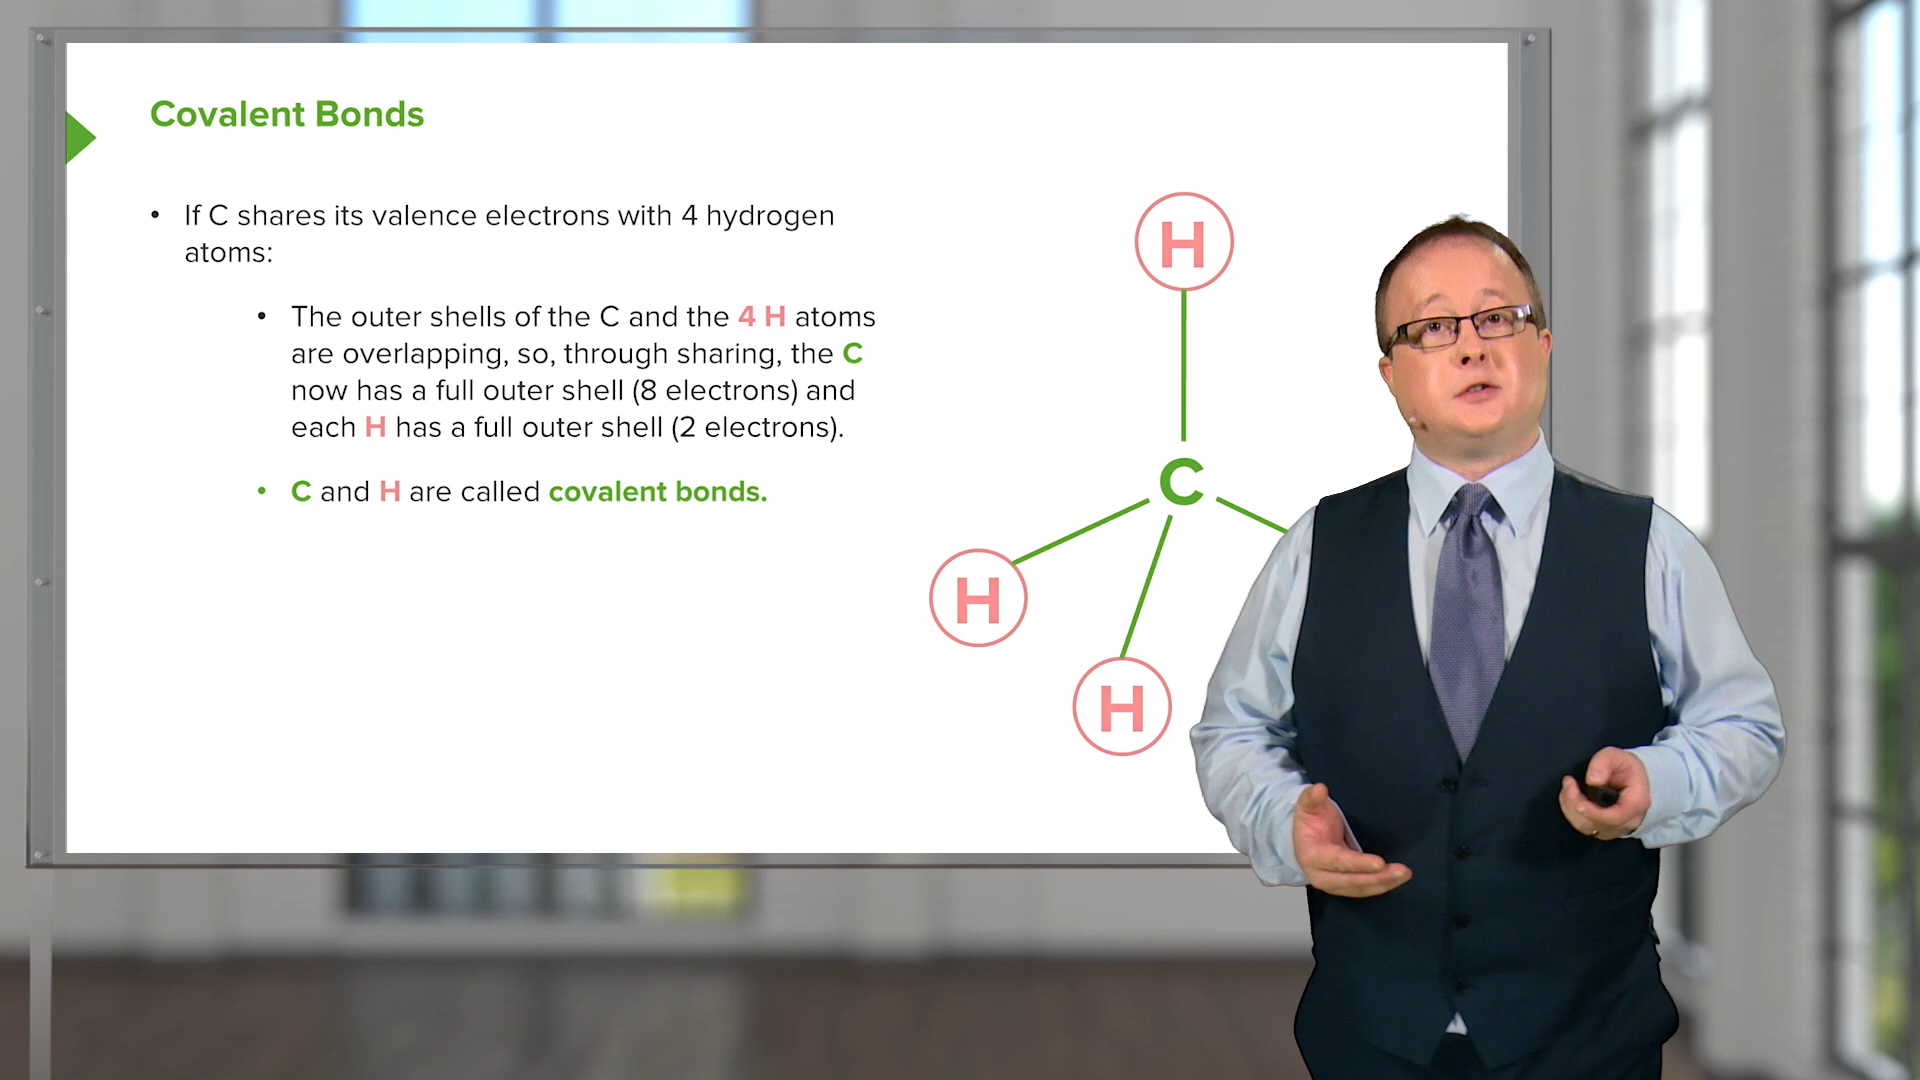 Covalent Bonds
• If C shares its valence electrons with 4 hydrogen
atoms:
• The outer shells of the C and the 4 H atoms
are overlapping, so, through sharing, the C
now has a full outer shell (8 electrons) and
each H has a full outer shell (2 electrons).
• C and H are called covalent bonds.
H
C
H
H